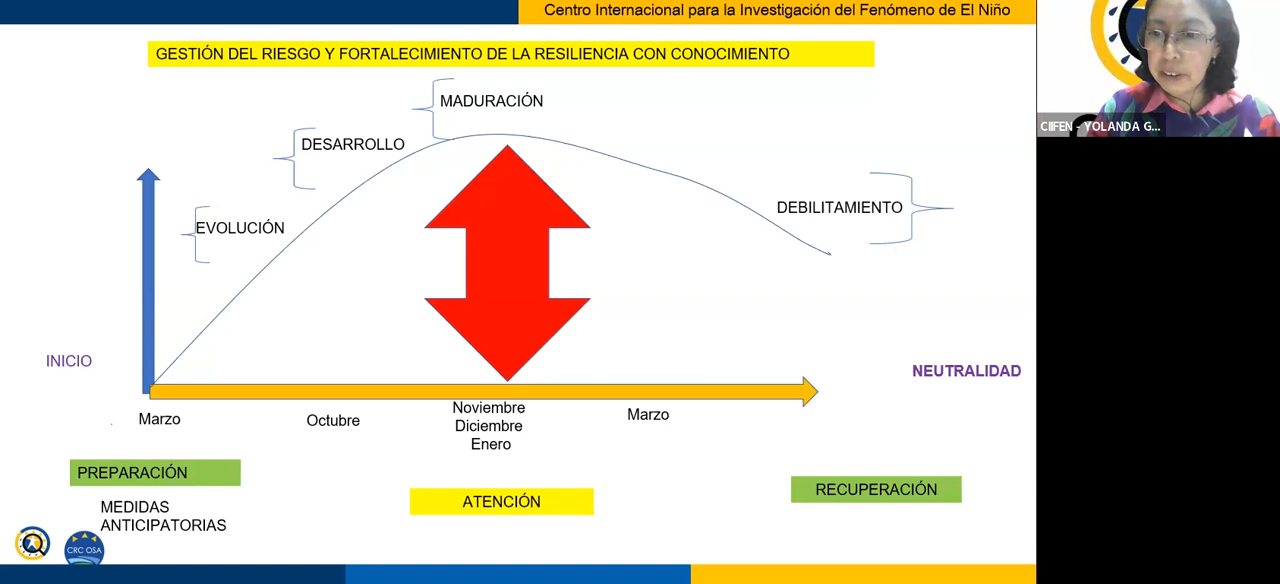 Centro Internacional para la Investigación del Fenómeno de El Niño
GESTIÓN DEL RIESGO Y FORTALECIMIENTO DE LA RESILIENCIA CON CONOCIMIENTO
MADURACIÓN
DESARROLLO
EVOLUCIÓN
DEBILITAMIENTO
INICIO
NEUTRALIDAD
Marzo
Octubre
Noviembre
Diciembre
Enero
Marzo
PREPARACIÓN
MEDIDAS
ANTICIPATORIAS
ATENCIÓN
RECUPERACIÓN
CRC OSA
CIIFEN - YOLANDA G...